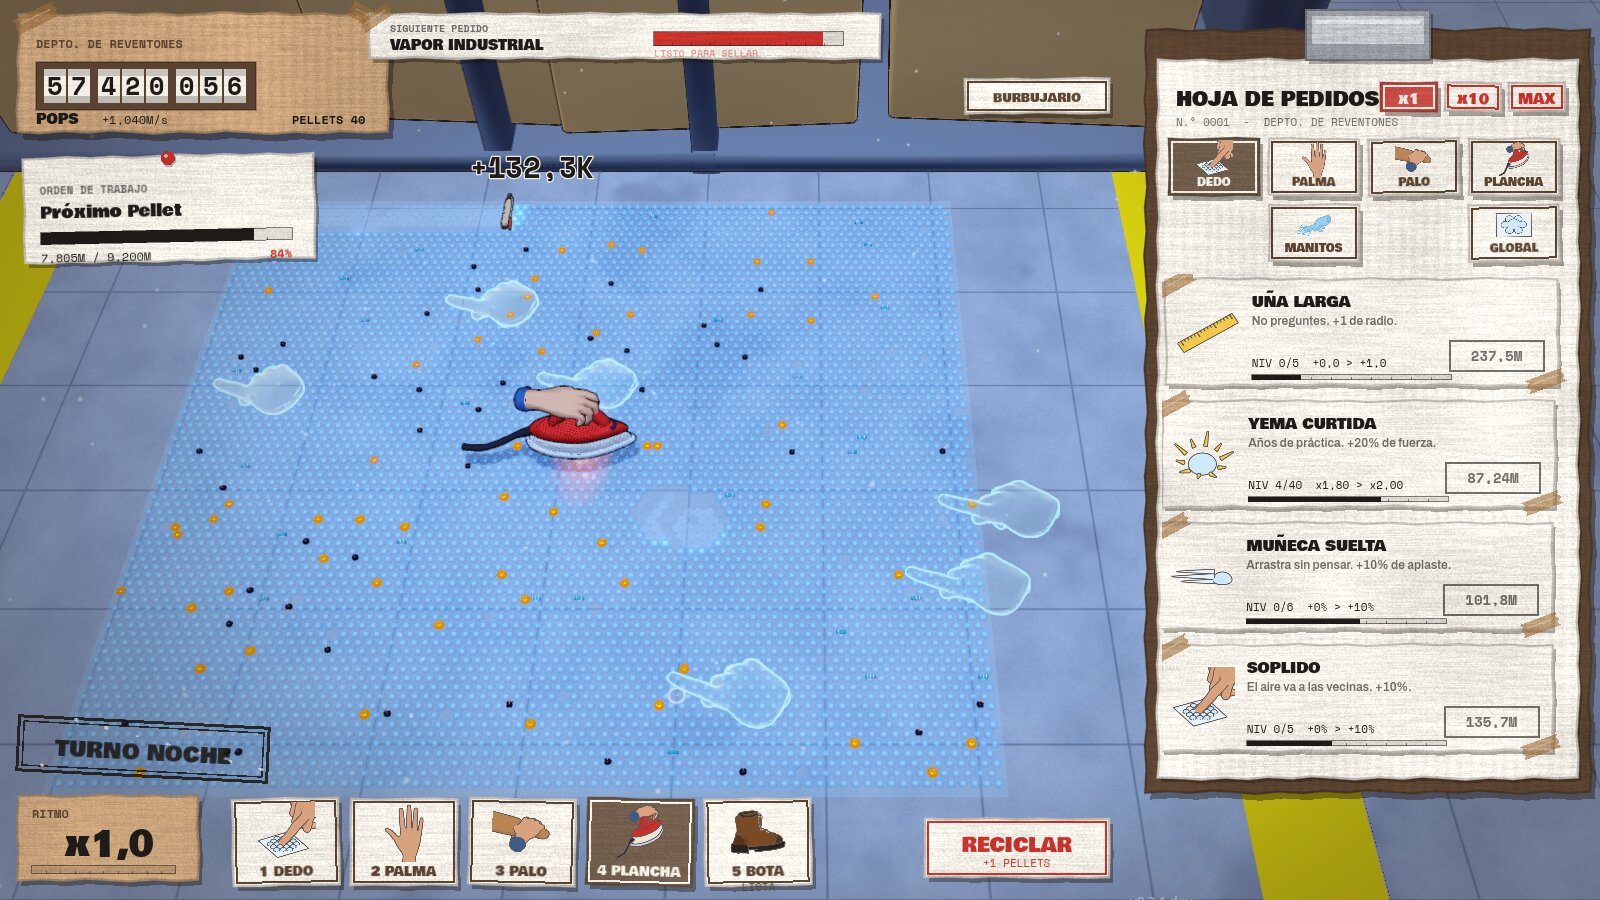 DEPTO. DE REVENTONES
57 420 056
POPS +1,040M/s PELLETS 40
SIGUIENTE PEDIDO
VAPOR INDUSTRIAL
LISTO PARA SELLAR
BURBUJARIO
+132,3K
ORDEN DE TRABAJO
Próximo Pellet
7,805M / 9,200M 84%
TURNO NOCHE
RITMO
x1,0
1 DEDO
2 PALMA
3 PALO
4 PLANCHA
5 BOTA
LISTA
RECICLAR
+1 PELLETS
HOJA DE PEDIDOS x1 x10 MAX
N.° 0001 - DEPTO. DE REVENTONES
DEDO PALMA PALO PLANCHA
MANITOS GLOBAL
UÑA LARGA
No preguntes. +1 de radio.
NIV 0/5 +0,0 > +1,0 237,5M
YEMA CURTIDA
Años de práctica. +20% de fuerza.
NIV 4/40 x1,80 > x2,00 87,24M
MUÑECA SUELTA
Arrastra sin pensar. +10% de aplaste.
NIV 0/6 +0% > +10% 101,8M
SOPLIDO
El aire va a las vecinas. +10%.
NIV 0/5 +0% > +10% 135,7M